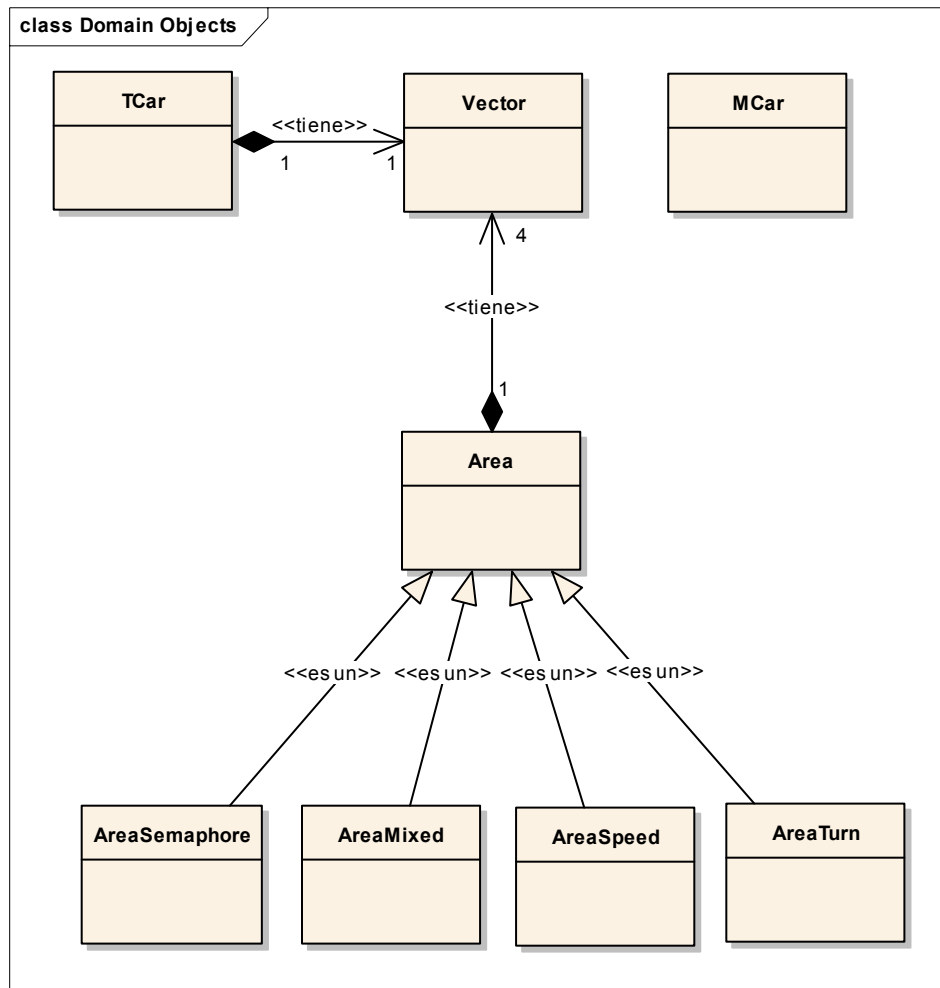 class Domain Objects
TCar
Vector
MCar
<<tiene>>
1
1
4
<<tiene>>
1
Area
<<es un>>
<<es un>>
<<es un>>
<<es un>>
AreaSemaphore
AreaMixed
AreaSpeed
AreaTurn